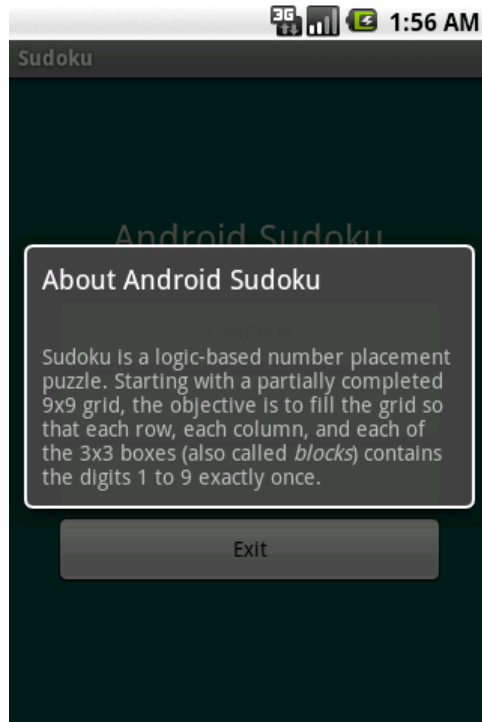 3G 1:56 AM
Sudoku
Android Sudoku
About Android Sudoku
Continue
Sudoku is a logic-based number placement
puzzle. Starting with a partially completed
9x9 grid, the objective is to fill the grid so
that each row, each column, and each of
the 3x3 boxes (also called blocks) contains
the digits 1 to 9 exactly once.
Exit